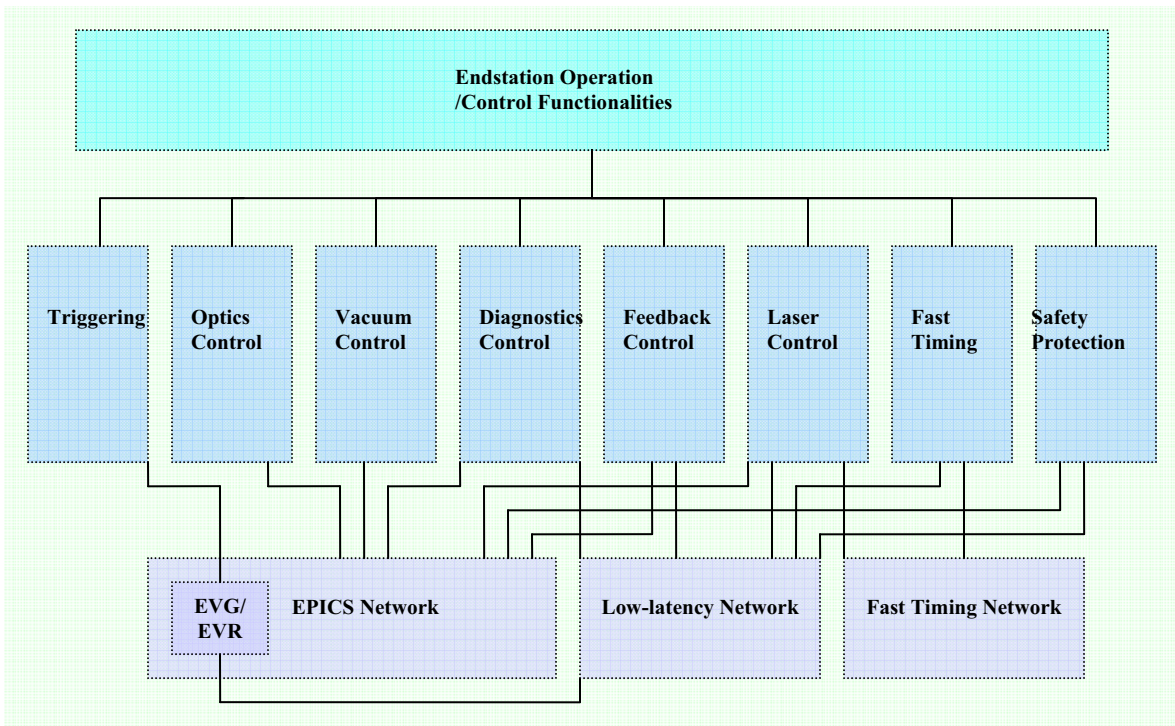 Endstation Operation
/Control Functionalities
Triggering
Optics
Control
Vacuum
Control
Diagnostics
Control
Feedback
Control
Laser
Control
Fast
Timing
Safety
Protection
EVG/
EVR
EPICS Network
Low-latency Network
Fast Timing Network